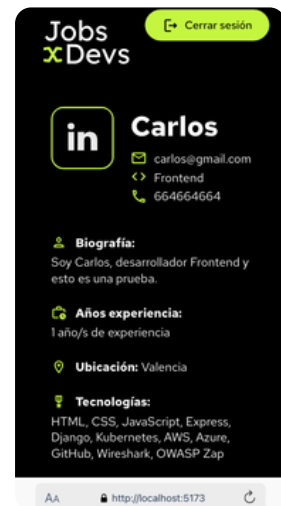 Jobs
xDevs
Cerrar sesión
in
Carlos
carlos@gmail.com
Frontend
664664664
Biografía:
Soy Carlos, desarrollador Frontend y
esto es una prueba.
Años experiencia:
1 año/s de experiencia
Ubicación: Valencia
Tecnologías:
HTML, CSS, JavaScript, Express,
Django, Kubernetes, AWS, Azure,
GitHub, Wireshark, OWASP Zap
AA http://localhost:5173